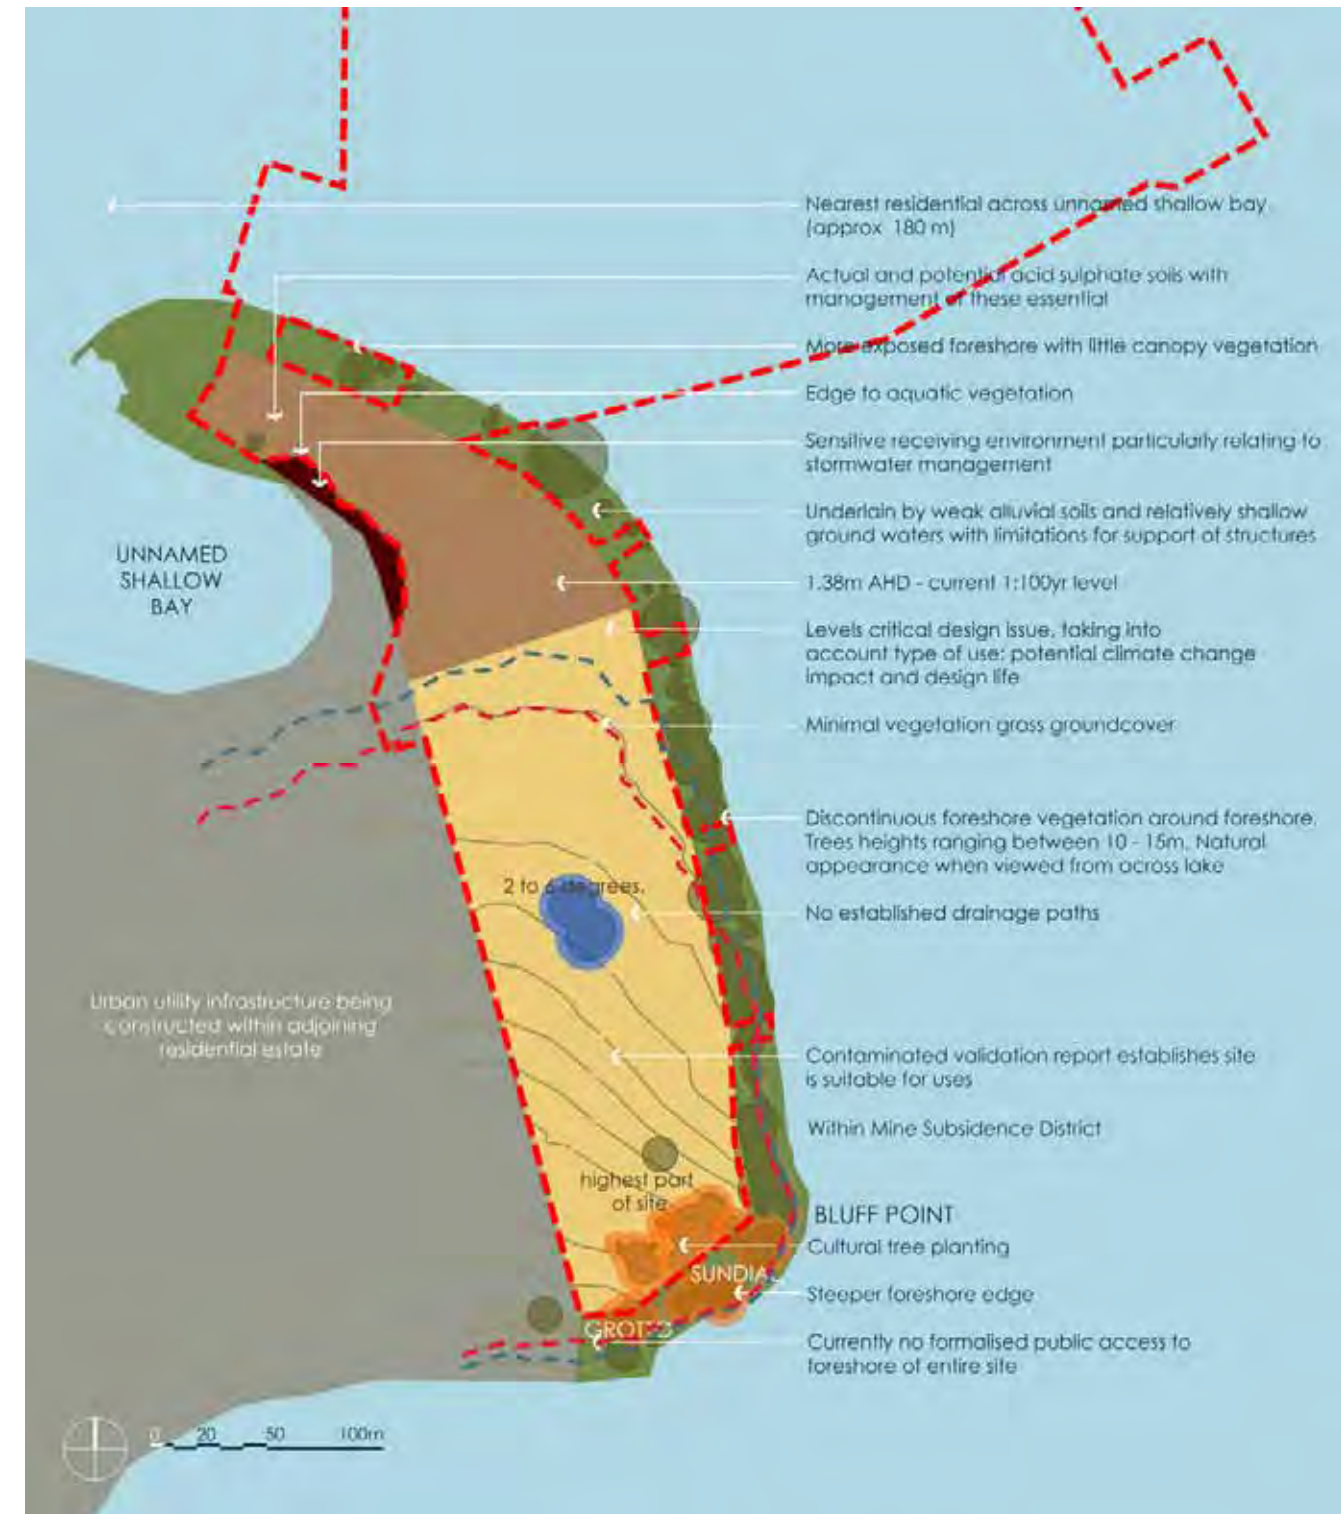 Nearest residential across unnamed shallow bay
(approx 180 m)
Actual and potential acid sulphate soils with
management of these essential
More exposed foreshore with little canopy vegetation
Edge to aquatic vegetation
Sensitive receiving environment particularly relating to
stormwater management
Underlain by weak alluvial soils and relatively shallow
ground waters with limitations for support of structures
UNNAMED
SHALLOW
BAY
1.38m AHD - current 1:100yr level
Levels critical design issue, taking into
account type of use; potential climate change
impact and design life
Minimal vegetation grass groundcover
Discontinuous foreshore vegetation around foreshore.
Trees heights ranging between 10 - 15m. Natural
appearance when viewed from across lake
2 to 6 degrees.
No established drainage paths
Urban utility infrastructure being
constructed within adjoining
residential estate
Contaminated validation report establishes site
is suitable for uses
Within Mine Subsidence District
highest part
of site
BLUFF POINT
Cultural tree planting
SUNDIAL
Steeper foreshore edge
GROTTO
Currently no formalised public access to
foreshore of entire site
0 20 50 100m